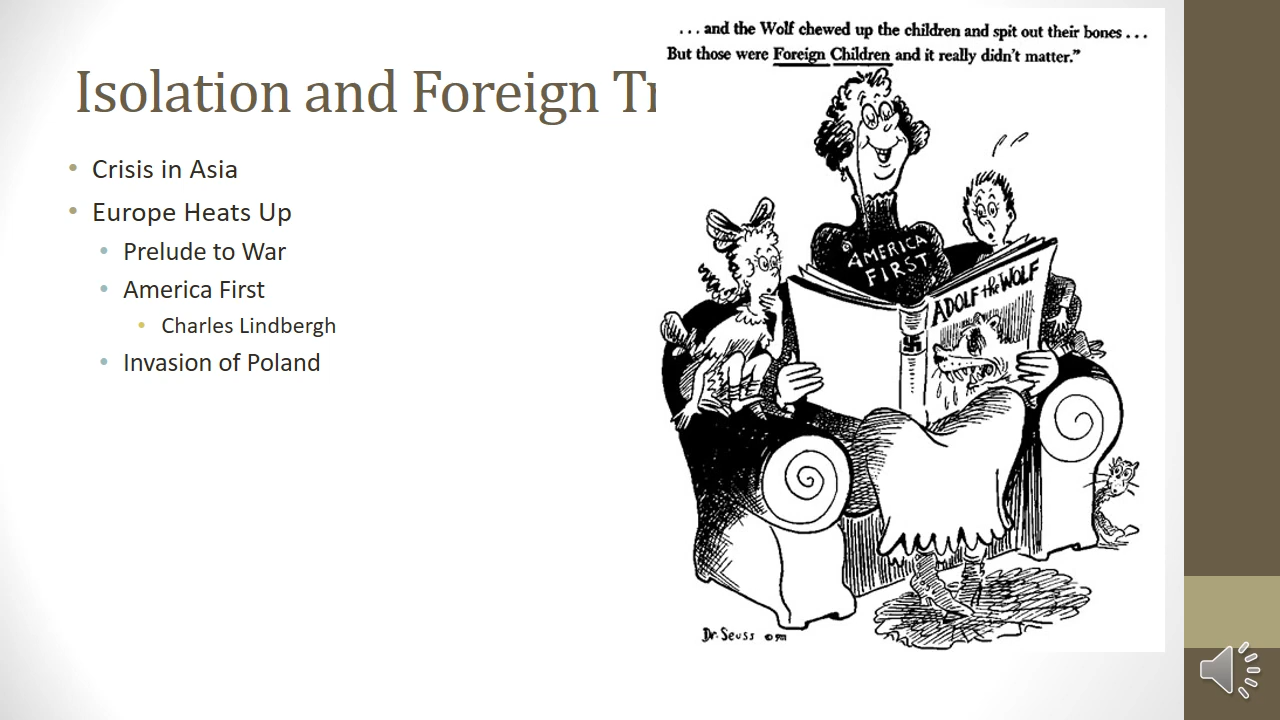 Isolation and Foreign Tr
Crisis in Asia
Europe Heats Up
Prelude to War
America First
Charles Lindbergh
Invasion of Poland
. . . and the Wolf chewed up the children and spit out their bones . . .
But those were Foreign Children and it really didn't matter."
AMERICA
FIRST
ADOLF the WOLF
Dr. Seuss